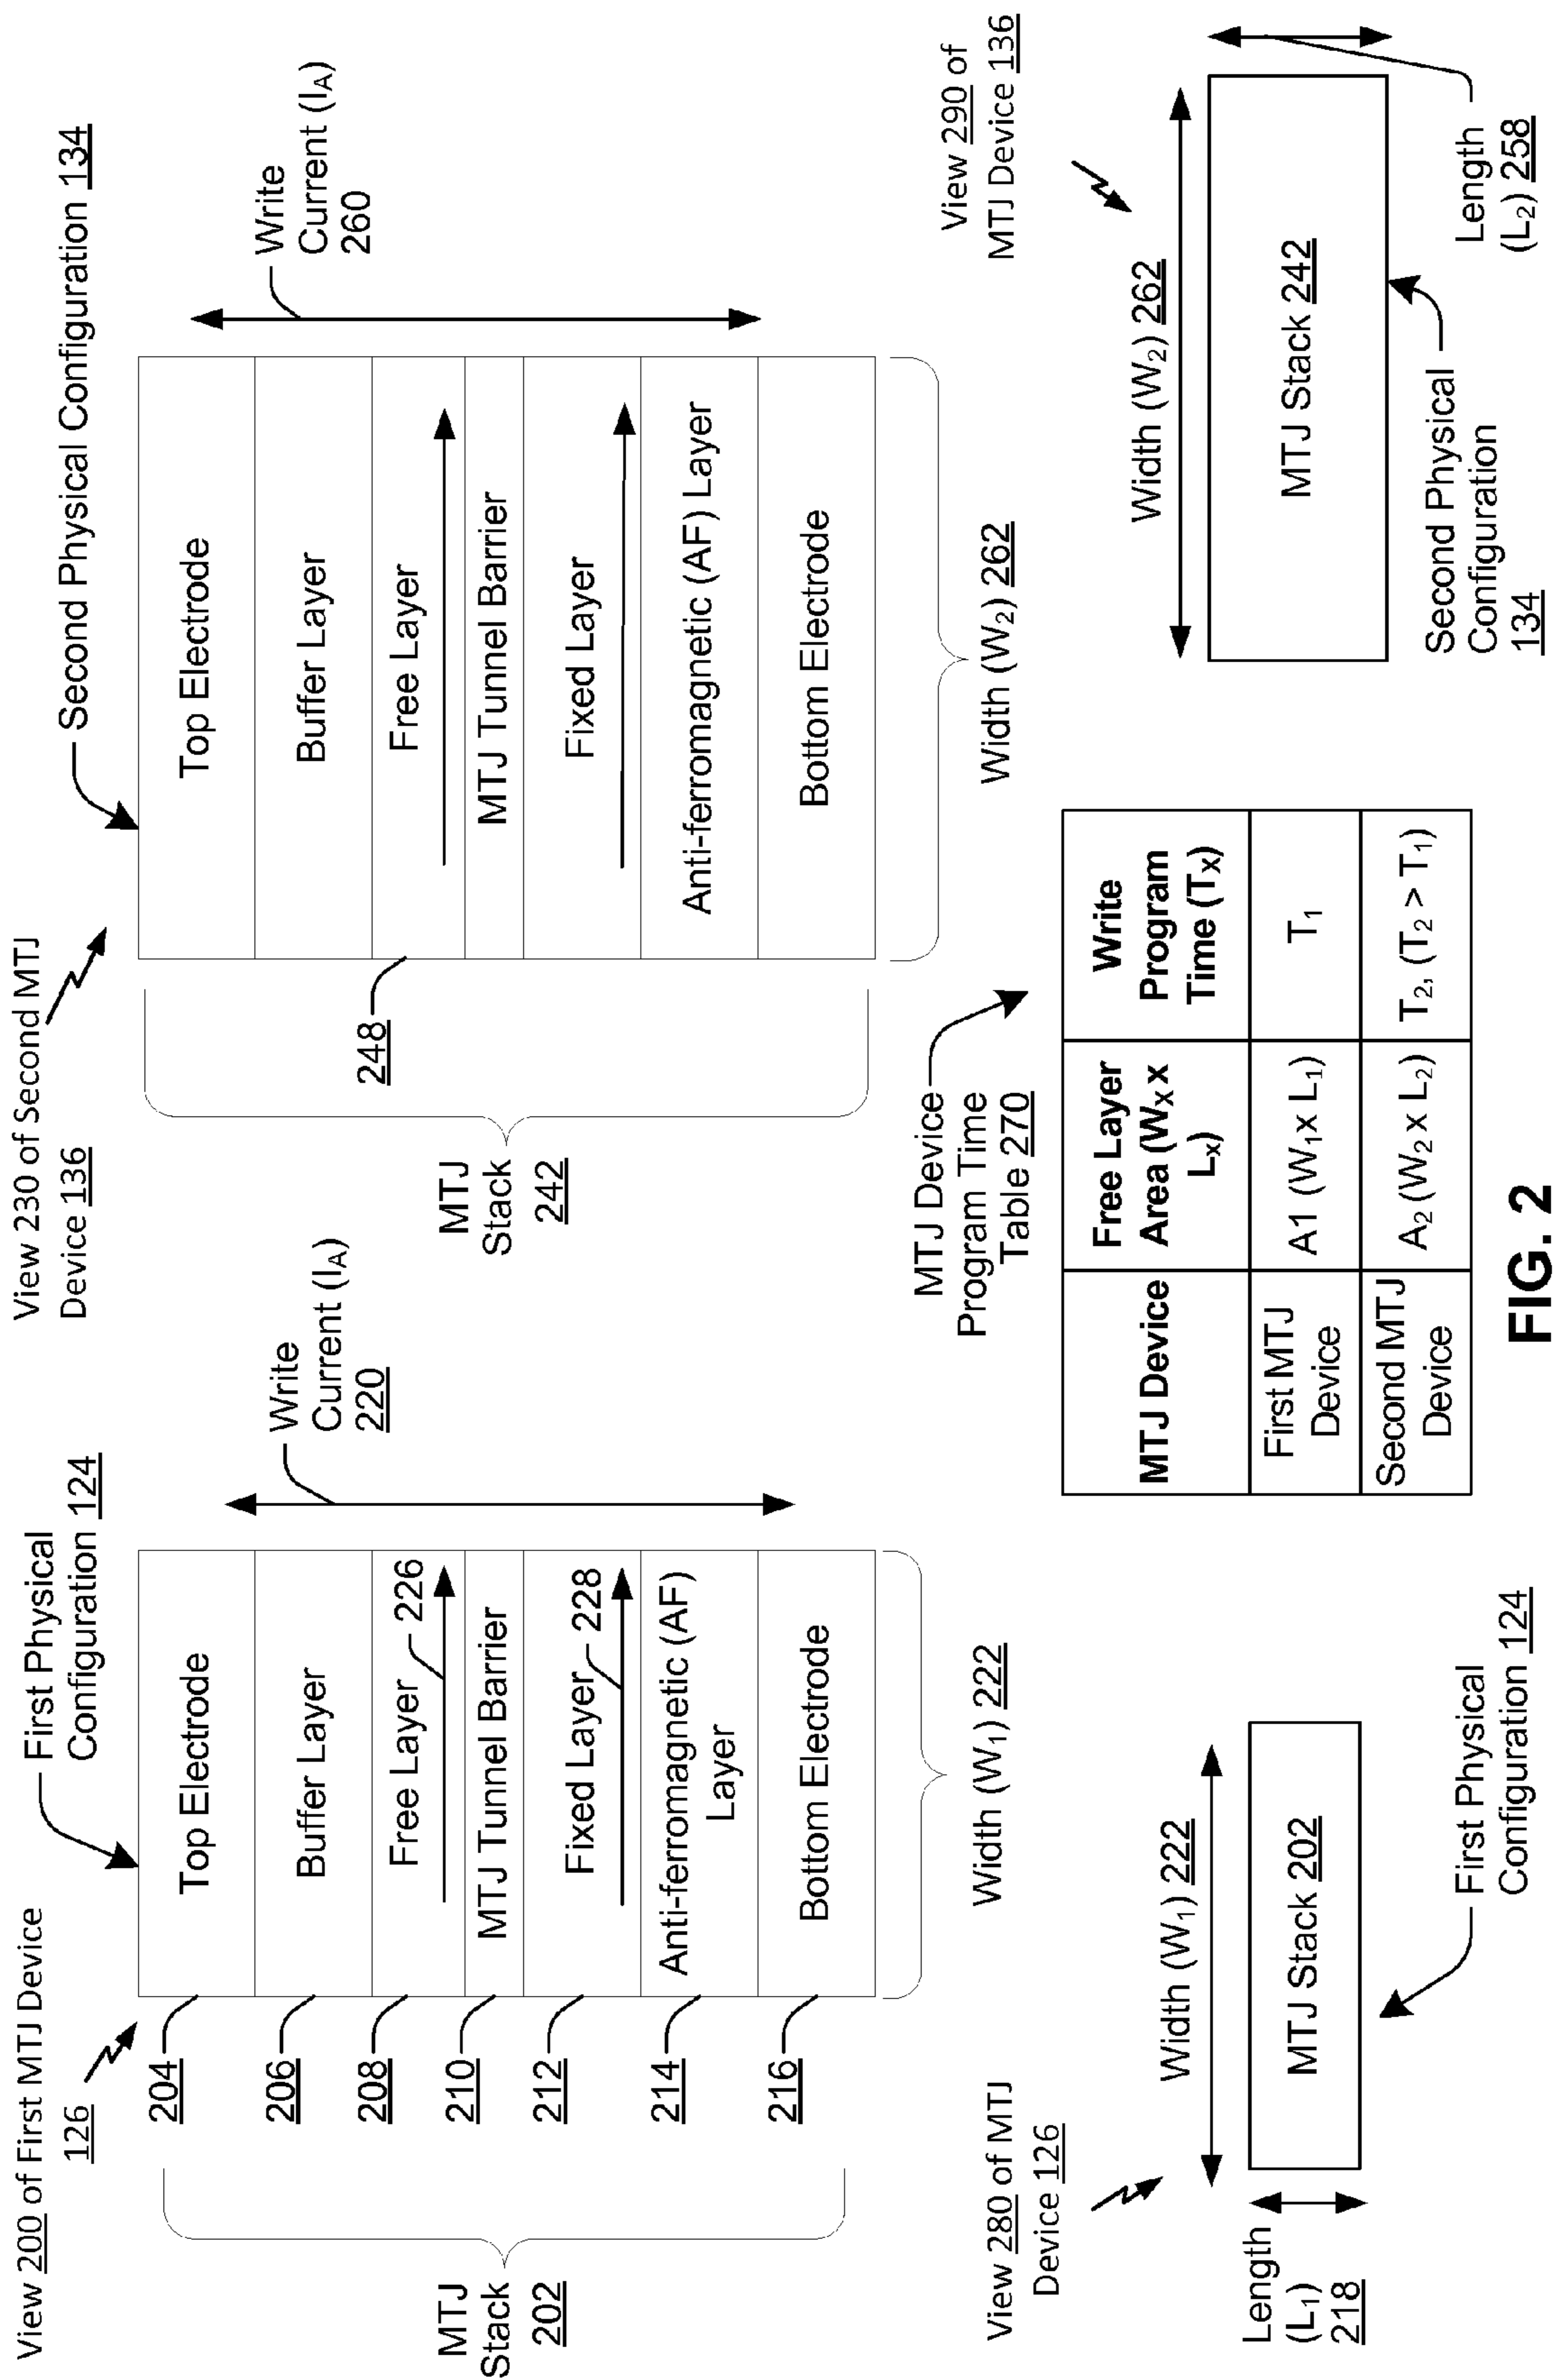 View 200 of First MTJ Device
126
First Physical
Configuration 124
MTJ
Stack
202
204
206
208
210
212
214
216
Top Electrode
Buffer Layer
Free Layer
226
MTJ Tunnel Barrier
Fixed Layer
228
Anti-ferromagnetic (AF)
Layer
Bottom Electrode
Write
Current (I_A)
220
Width (W₁) 222
View 230 of Second MTJ
Device 136
Second Physical Configuration 134
MTJ
Stack
242
248
Top Electrode
Buffer Layer
Free Layer
MTJ Tunnel Barrier
Fixed Layer
Anti-ferromagnetic (AF) Layer
Bottom Electrode
Write
Current (I_A)
260
Width (W₂) 262
View 280 of MTJ
Device 126
Width (W₁) 222
Length
(L₁)
218
MTJ Stack 202
First Physical
Configuration 124
MTJ Device
Program Time
Table 270
MTJ Device
Free Layer
Area (Wₓ x
Lₓ)
Write
Program
Time (Tₓ)
First MTJ
Device
A1 (W₁x L₁)
T₁
Second MTJ
Device
A₂ (W₂ x L₂)
T₂, (T₂ > T₁)
View 290 of
MTJ Device 136
Width (W₂) 262
MTJ Stack 242
Length
(L₂) 258
Second Physical
Configuration
134
FIG. 2